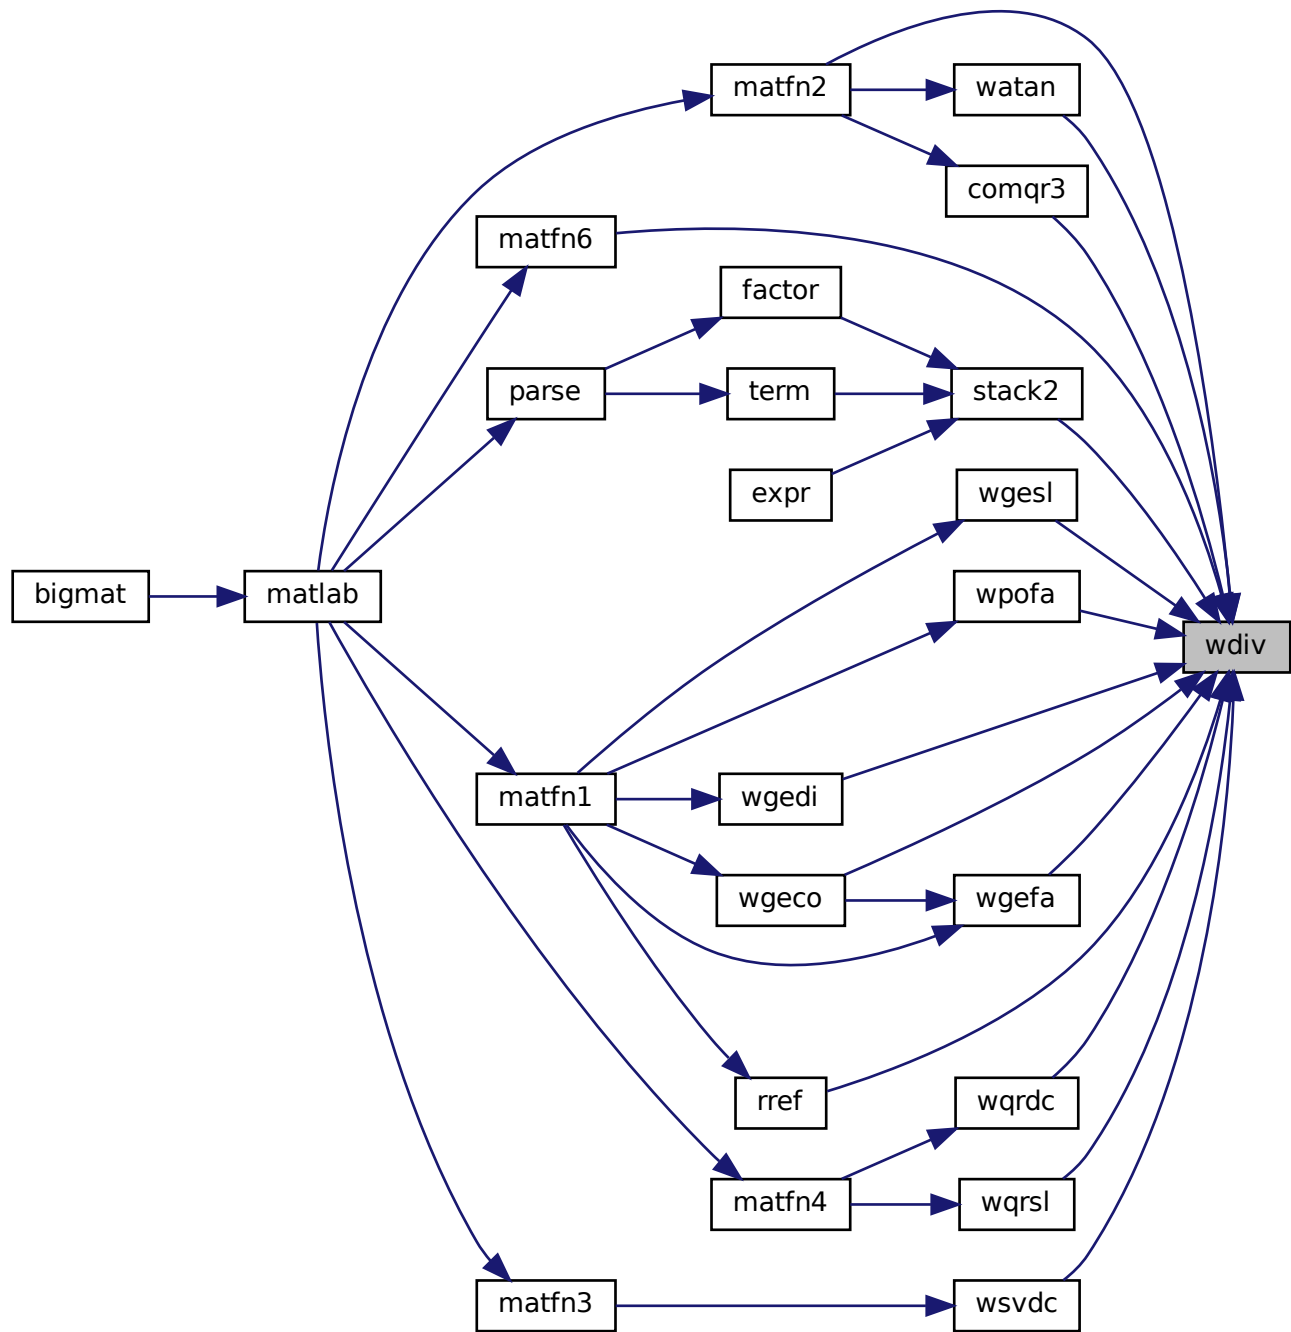 matfn2
watan
comqr3
matfn6
factor
parse
term
stack2
expr
wgesl
bigmat
matlab
wpofa
wdiv
matfn1
wgedi
wgeco
wgefa
rref
wqrdc
matfn4
wqrsl
matfn3
wsvdc